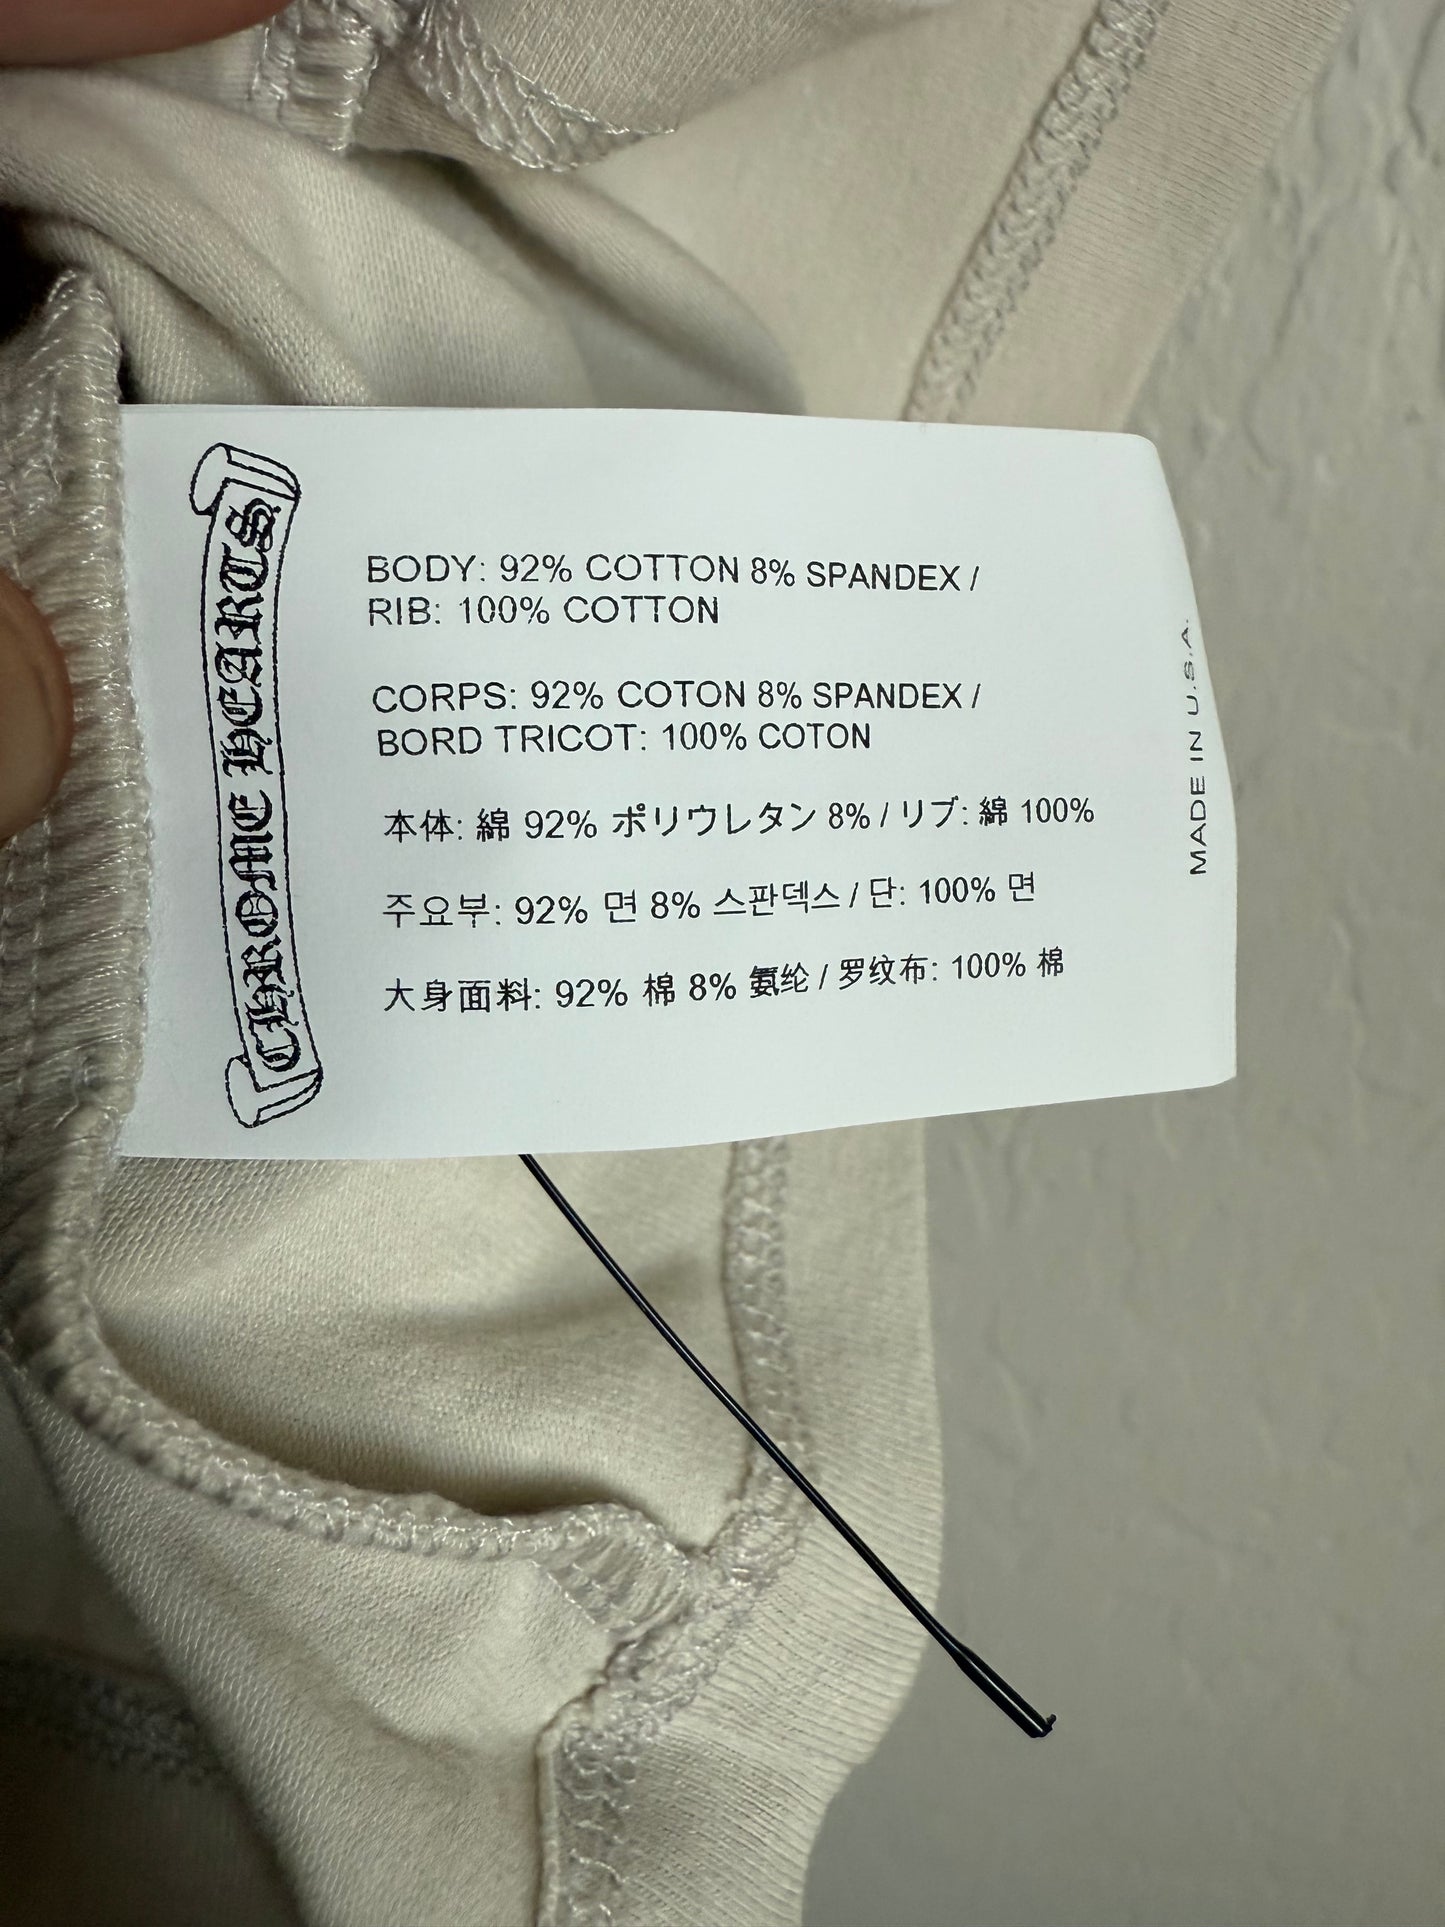 CHROME HEARTS
BODY: 92% COTTON 8% SPANDEX /
RIB: 100% COTTON
CORPS: 92% COTON 8% SPANDEX /
BORD TRICOT: 100% COTON
本体: 綿 92% ポリウレタン 8% / リブ: 綿 100%
주요부: 92% 면 8% 스판덱스 / 단: 100% 면
大身面料: 92% 棉 8% 氨纶 / 罗纹布: 100% 棉
MADE IN U.S.A.